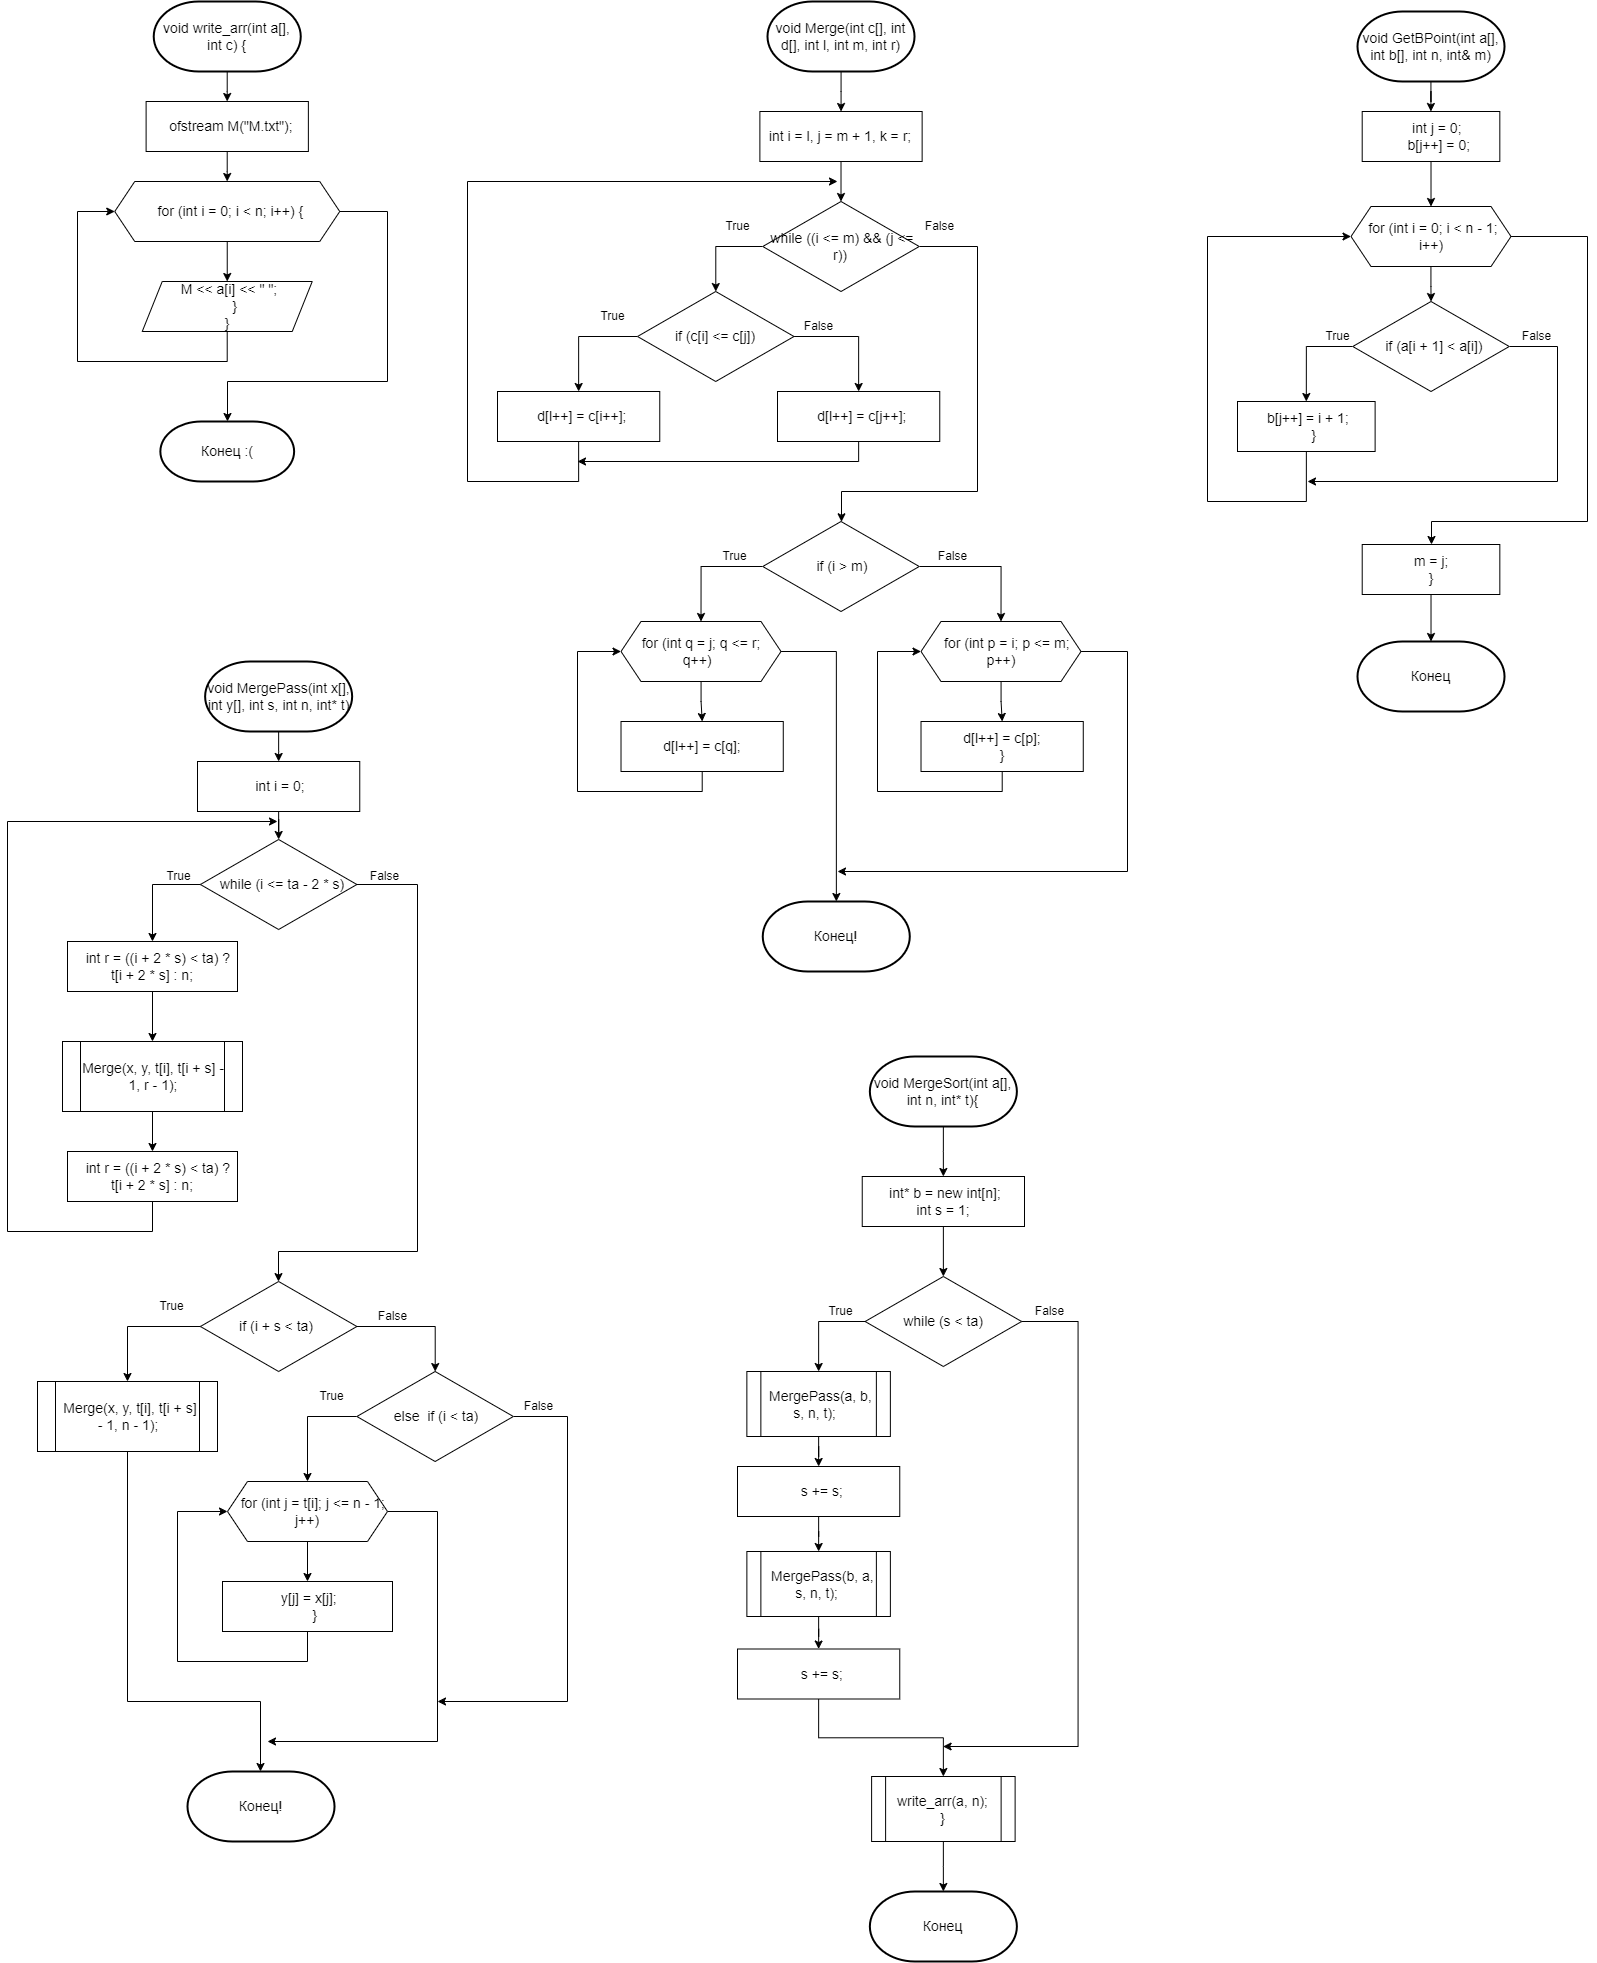 void write_arr(int a[],
int c) {
ofstream M("M.txt");
for (int i = 0; i < n; i++) {
M << a[i] << " ";
}
}
Конец :(
void Merge(int c[], int
d[], int l, int m, int r)
int i = l, j = m + 1, k = r;
True
False
while ((i <= m) && (j <=
r))
True
False
if (c[i] <= c[j])
d[l++] = c[i++];
d[l++] = c[j++];
True
False
if (i > m)
for (int q = j; q <= r;
q++)
d[l++] = c[q];
for (int p = i; p <= m;
p++)
d[l++] = c[p];
}
Конец!
void GetBPoint(int a[],
int b[], int n, int& m)
int j = 0;
b[j++] = 0;
for (int i = 0; i < n - 1;
i++)
True
False
if (a[i + 1] < a[i])
b[j++] = i + 1;
}
m = j;
}
Конец
void MergePass(int x[],
int y[], int s, int n, int* t)
int i = 0;
True
False
while (i <= ta - 2 * s)
int r = ((i + 2 * s) < ta) ?
t[i + 2 * s] : n;
Merge(x, y, t[i], t[i + s] -
1, r - 1);
int r = ((i + 2 * s) < ta) ?
t[i + 2 * s] : n;
True
False
if (i + s < ta)
Merge(x, y, t[i], t[i + s]
- 1, n - 1);
True
False
else  if (i < ta)
for (int j = t[i]; j <= n - 1;
j++)
y[j] = x[j];
}
Конец!
void MergeSort(int a[],
int n, int* t){
int* b = new int[n];
int s = 1;
True
False
while (s < ta)
MergePass(a, b,
s, n, t);
s += s;
MergePass(b, a,
s, n, t);
s += s;
write_arr(a, n);
}
Конец